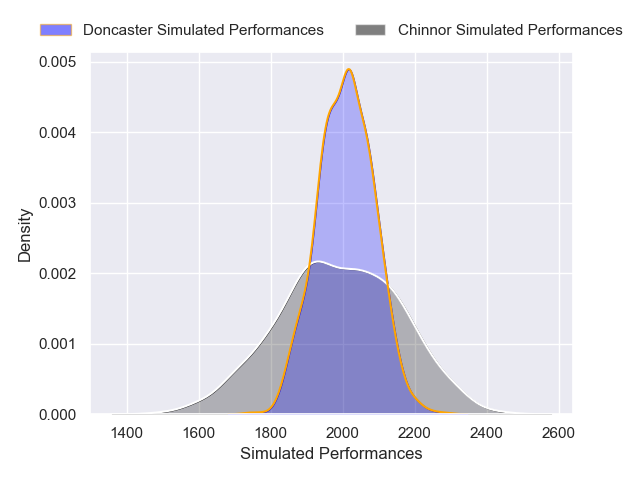 Doncaster Simulated Performances Chinnor Simulated Performances
0.005
0.004
0.003
0.002
0.001
0.000
Density
1400 1600 1800 2000 2200 2400 2600
Simulated Performances